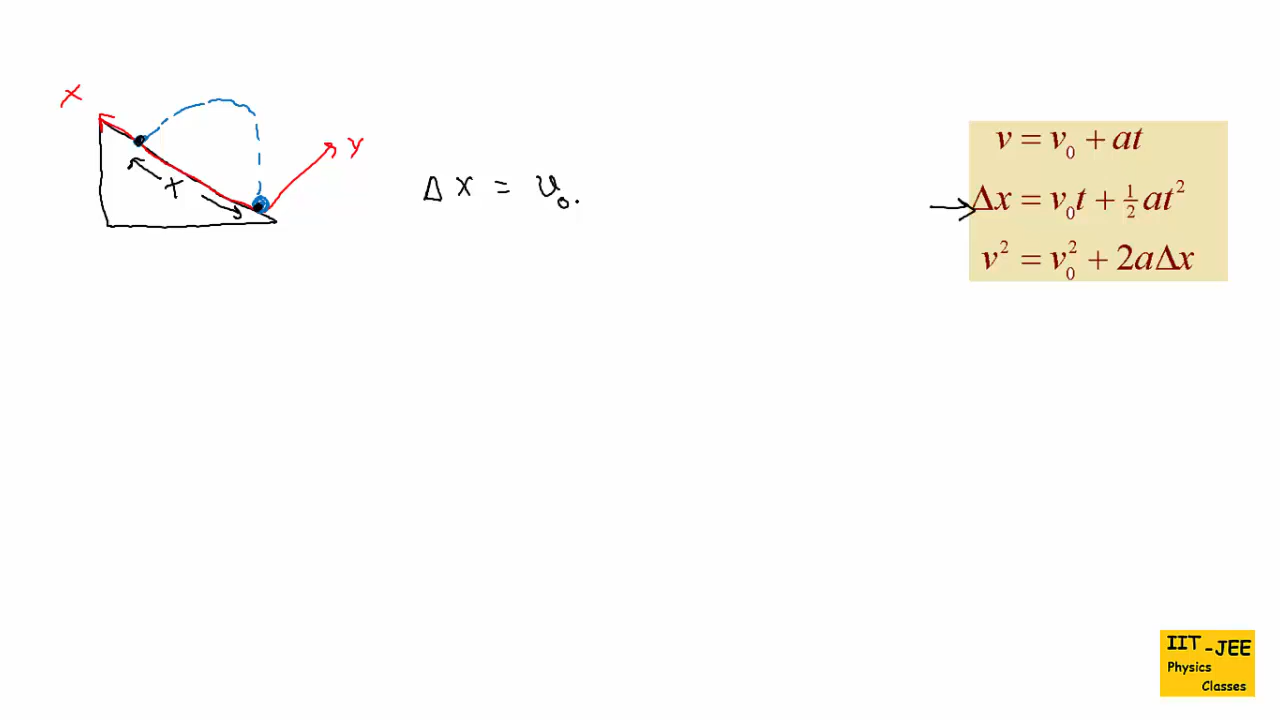 X
Y
x
Δx = v₀.
v = v₀ + at
Δx = v₀t + ½at²
v² = v₀² + 2aΔx
IIT - JEE
Physics
Classes